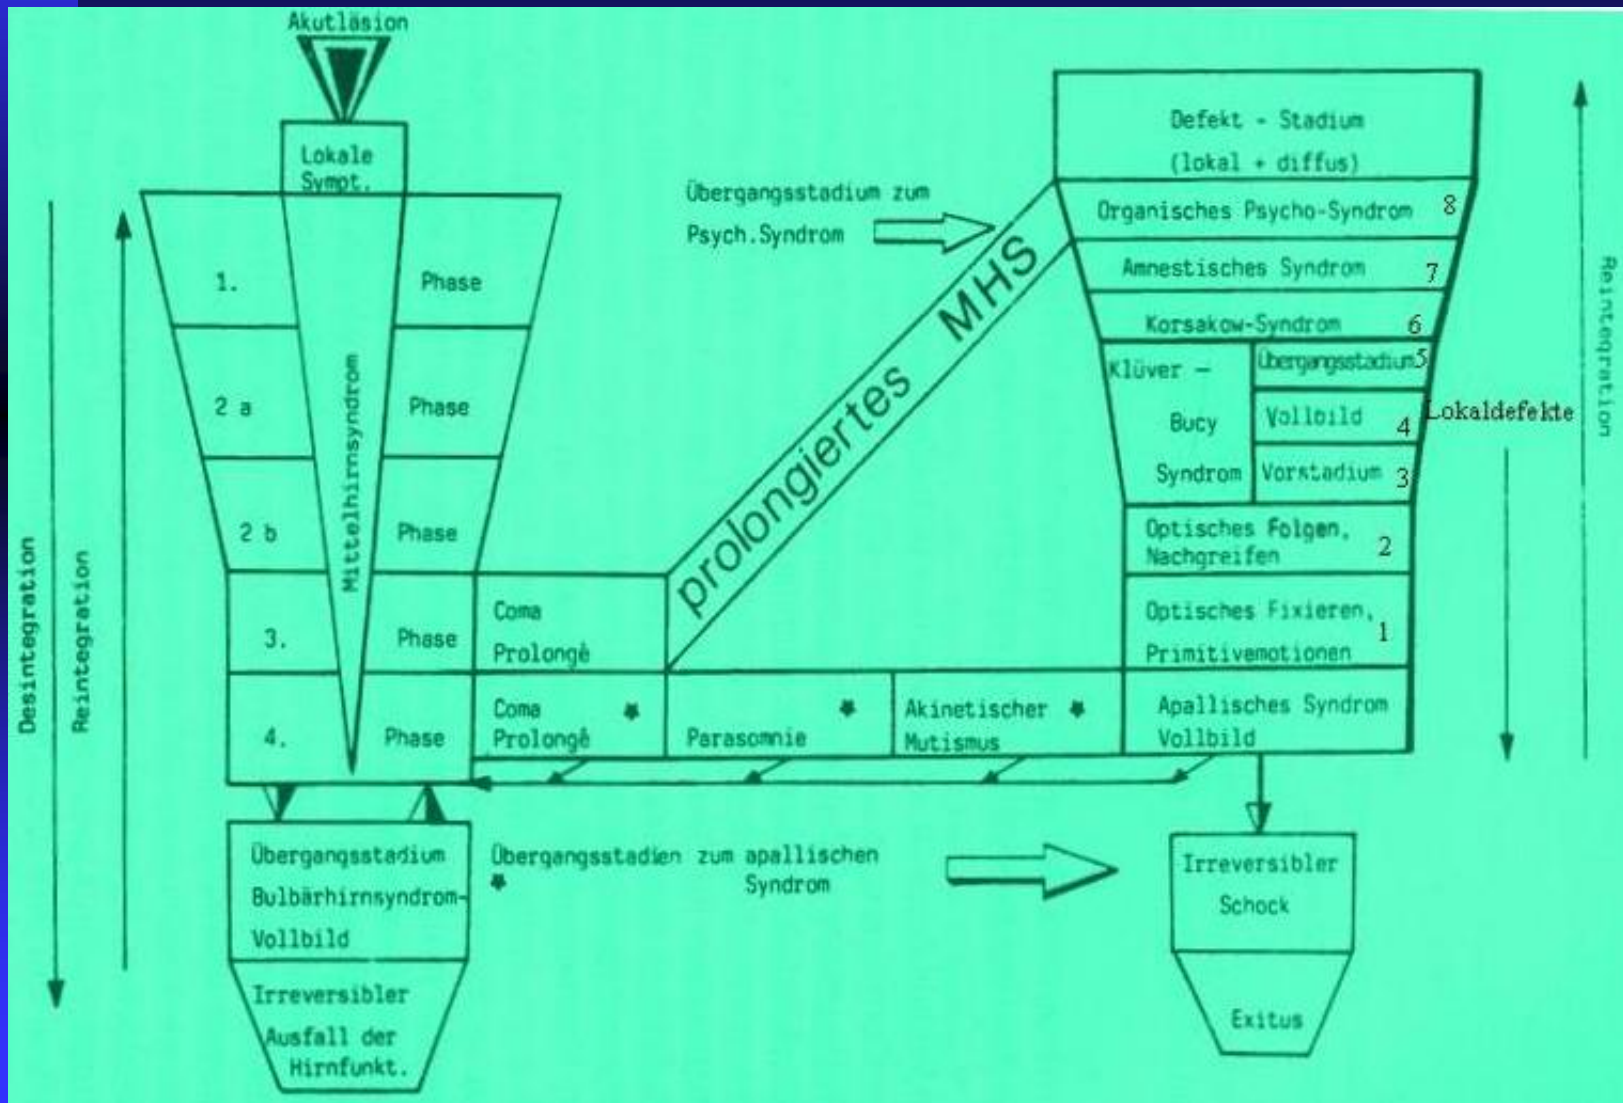 Akutläsion
Lokale
Sympt.
1. Phase
2 a Phase
2 b Phase
3. Phase
4. Phase
Mittelhirnsyndrom
Desintegration
Reintegration
Coma
Prolongè
Coma *
Prolongè
Parasomnie *
Akinetischer *
Mutismus
prolongiertes MHS
Übergangsstadium zum
Psych.Syndrom
Defekt - Stadium
(lokal + diffus)
Organisches Psycho-Syndrom 8
Amnestisches Syndrom 7
Korsakow-Syndrom 6
Klüver —
Bucy
Syndrom
Übergangsstadium 5
Vollbild 4
Vorstadium 3
Optisches Folgen,
Nachgreifen 2
Optisches Fixieren,
Primitivemotionen 1
Apallisches Syndrom
Vollbild
Lokaldefekte
Reintegration
Übergangsstadium
Bulbärhirnsyndrom-
Vollbild
Irreversibler
Ausfall der
Hirnfunkt.
Übergangsstadien zum apallischen
* Syndrom
Irreversibler
Schock
Exitus